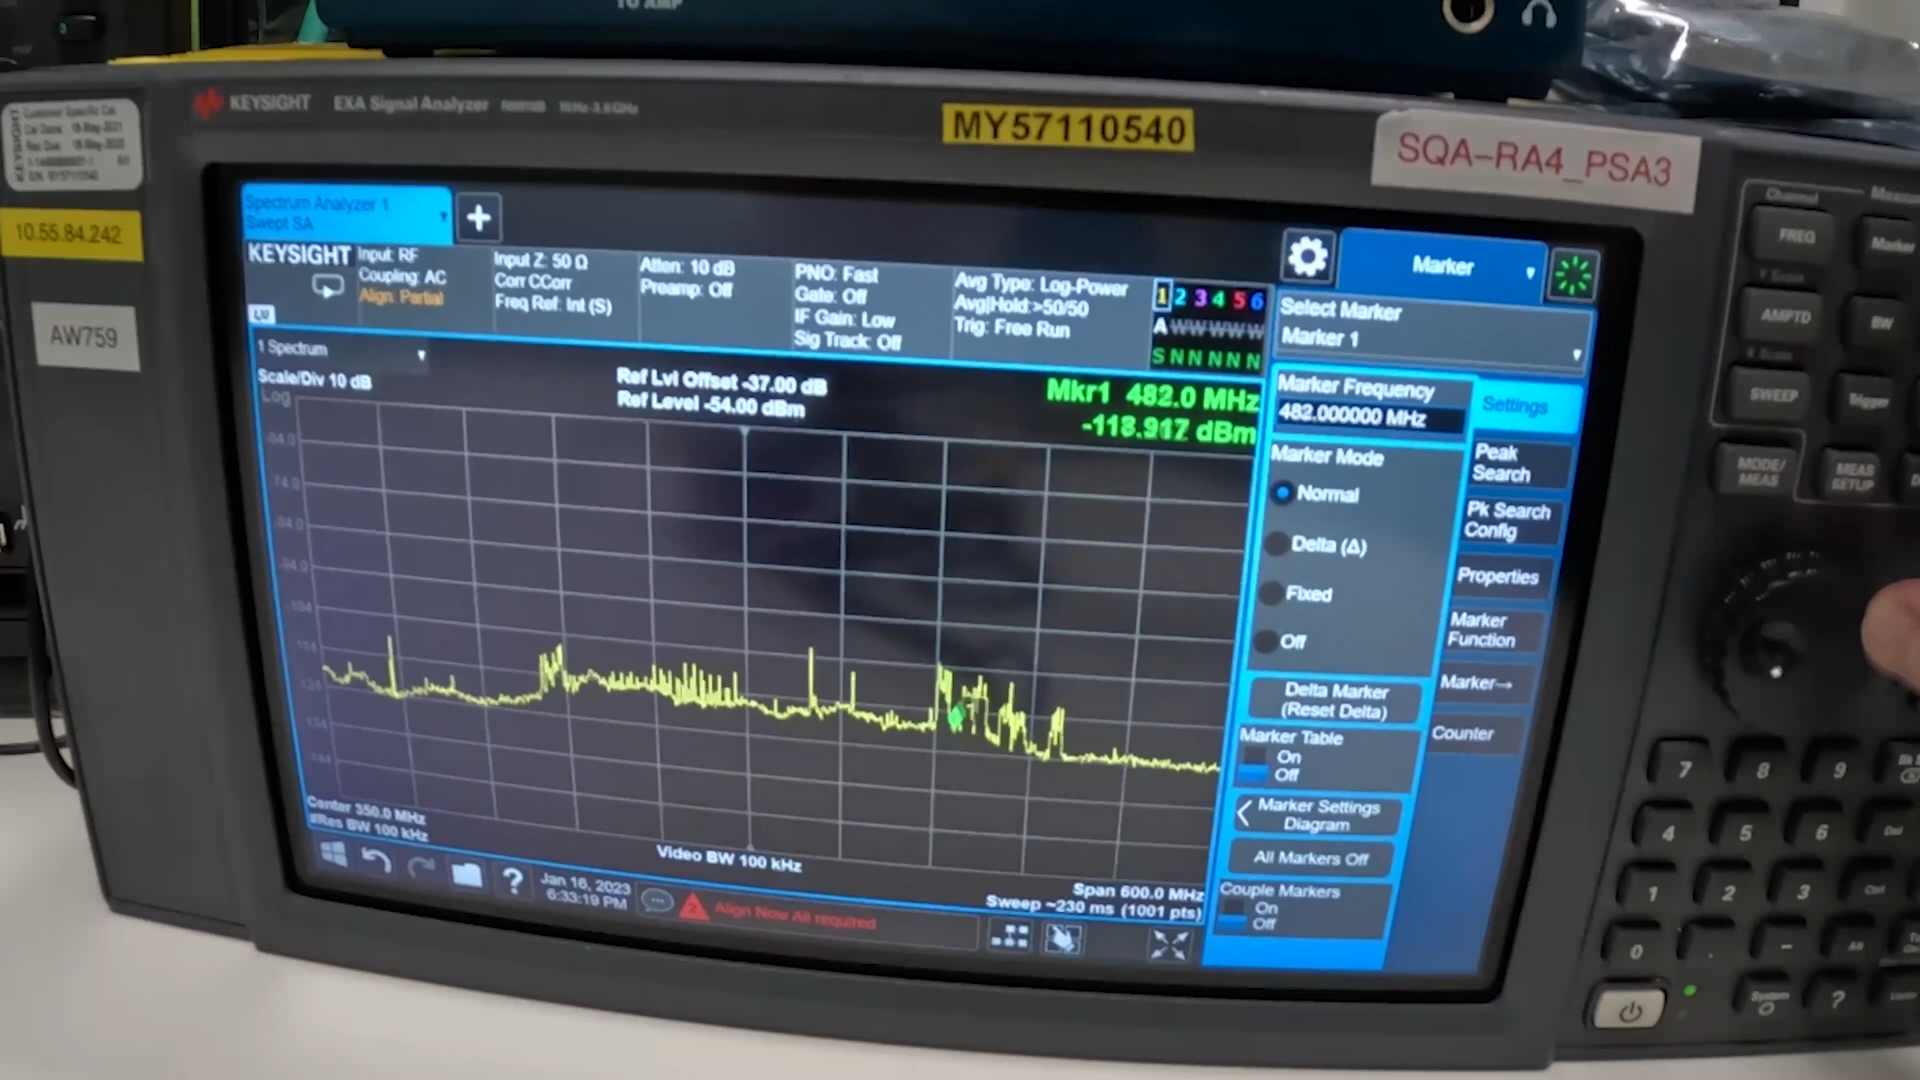 TO AMP
KEYSIGHT EXA Signal Analyzer
MY57110540
SQA-RA4_PSA3
KEYSIGHT
10.55.84.242
AW759
Spectrum Analyzer 1
Swept SA
KEYSIGHT
Input: RF
Coupling: AC
Align: Partial
Input Z: 50 Ω
Corr CCorr
Freq Ref: Int (S)
Atten: 10 dB
Preamp: Off
PNO: Fast
Gate: Off
IF Gain: Low
Sig Track: Off
Avg Type: Log-Power
Avg|Hold:>50/50
Trig: Free Run
1 2 3 4 5 6
A W W W W W
S N N N N N
1 Spectrum
Scale/Div 10 dB
Log
Ref Lvl Offset -37.00 dB
Ref Level -54.00 dBm
Mkr1 482.0 MHz
-118.917 dBm
Center 350.0 MHz
#Res BW 100 kHz
Video BW 100 kHz
Span 600.0 MHz
Sweep ~230 ms (1001 pts)
Jan 16, 2023
6:33:19 PM
Align Now All required
Marker
Select Marker
Marker 1
Marker Frequency
482.000000 MHz
Marker Mode
Normal
Delta (Δ)
Fixed
Off
Delta Marker
(Reset Delta)
Marker Table
On
Off
Marker Settings
Diagram
All Markers Off
Couple Markers
On
Off
Settings
Peak
Search
Pk Search
Config
Properties
Marker
Function
Marker→
Counter
FREQ
Marker
AMPTD
BW
SWEEP
Trigger
MODE/
MEAS
MEAS
SETUP
7 8 9
4 5 6
1 2 3
0 . -
System
?